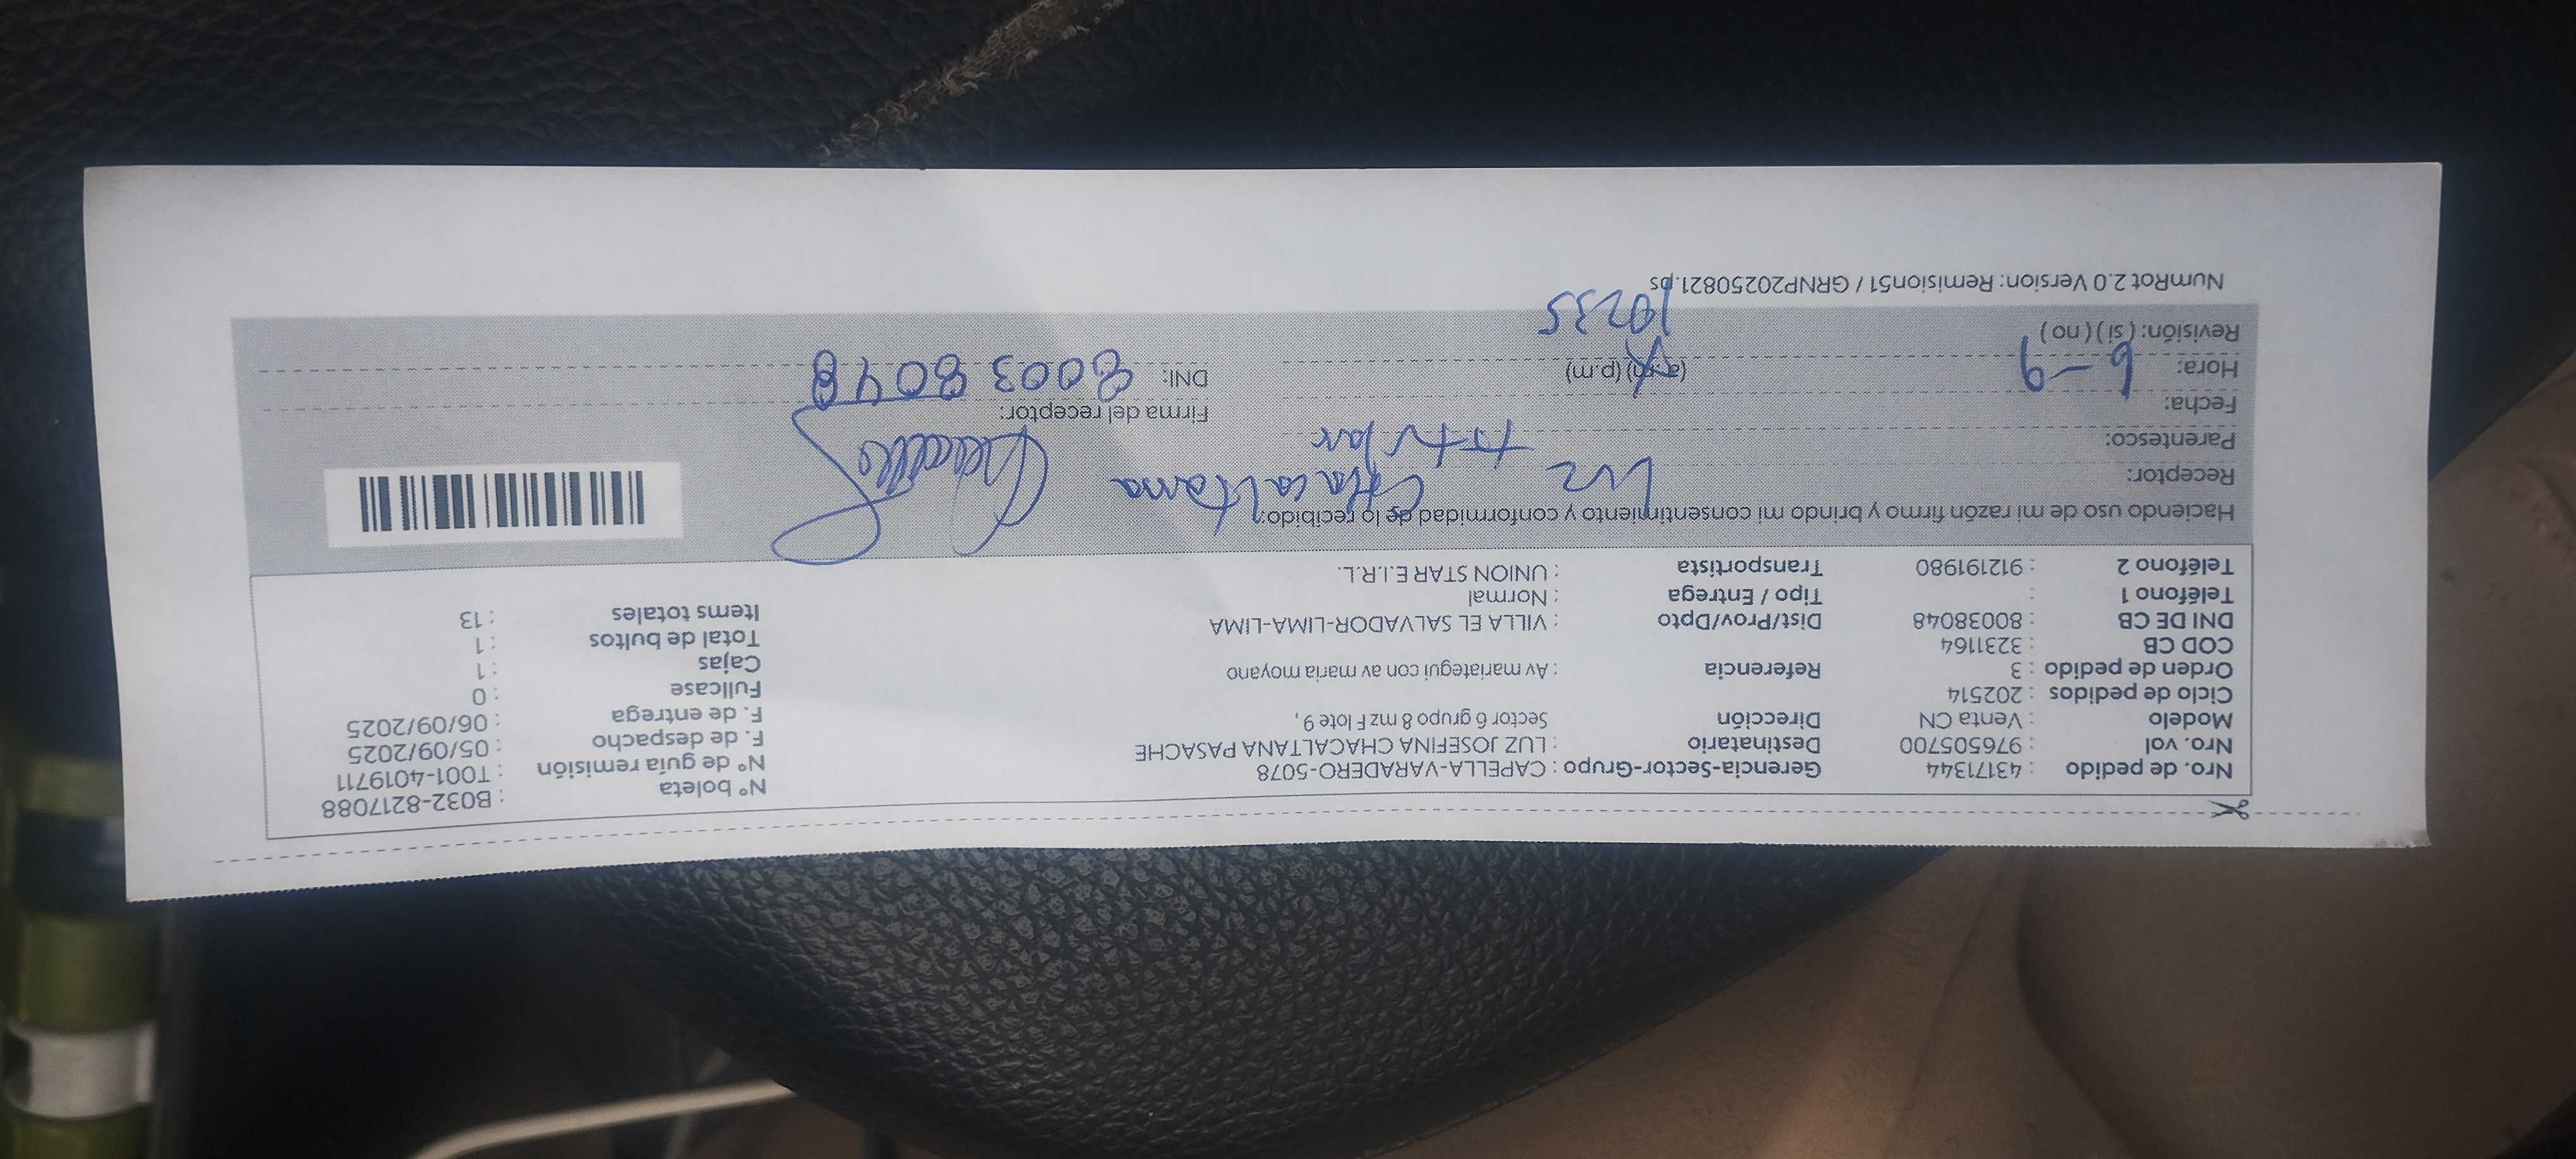 Nro. de pedido : 43171344 Gerencia-Sector-Grupo : CAPELLA-VARADERO-5078 N° boleta : B032-8217088
Nro. vol : 976505700 Destinatario : LUZ JOSEFINA CHACALTANA PASACHE N° de guía remisión : T001-4019711
Modelo : Venta CN Dirección Sector 6 grupo 8 mz F lote 9, F. de despacho : 05/09/2025
Ciclo de pedidos : 202514 F. de entrega : 06/09/2025
Orden de pedido : 3 Referencia : Av mariategui con av maria moyano Fullcase : 0
COD CB : 3231164 Cajas : 1
DNI DE CB : 80038048 Dist/Prov/Dpto : VILLA EL SALVADOR-LIMA-LIMA Total de bultos : 1
Teléfono 1 : Tipo / Entrega : Normal Items totales : 13
Teléfono 2 : 912191980 Transportista : UNION STAR E.I.R.L.
Haciendo uso de mi razón firmo y brindo mi consentimiento y conformidad de lo recibido:
Receptor: Luz Chacaltana
Parentesco: titular
Fecha: 6-9 Firma del receptor:
Hora: (a.m) (p.m) 10235 DNI: 80038048
Revisión: ( si ) ( no )
NumRot 2.0 Version: Remision51 / GRNP20250821.ps